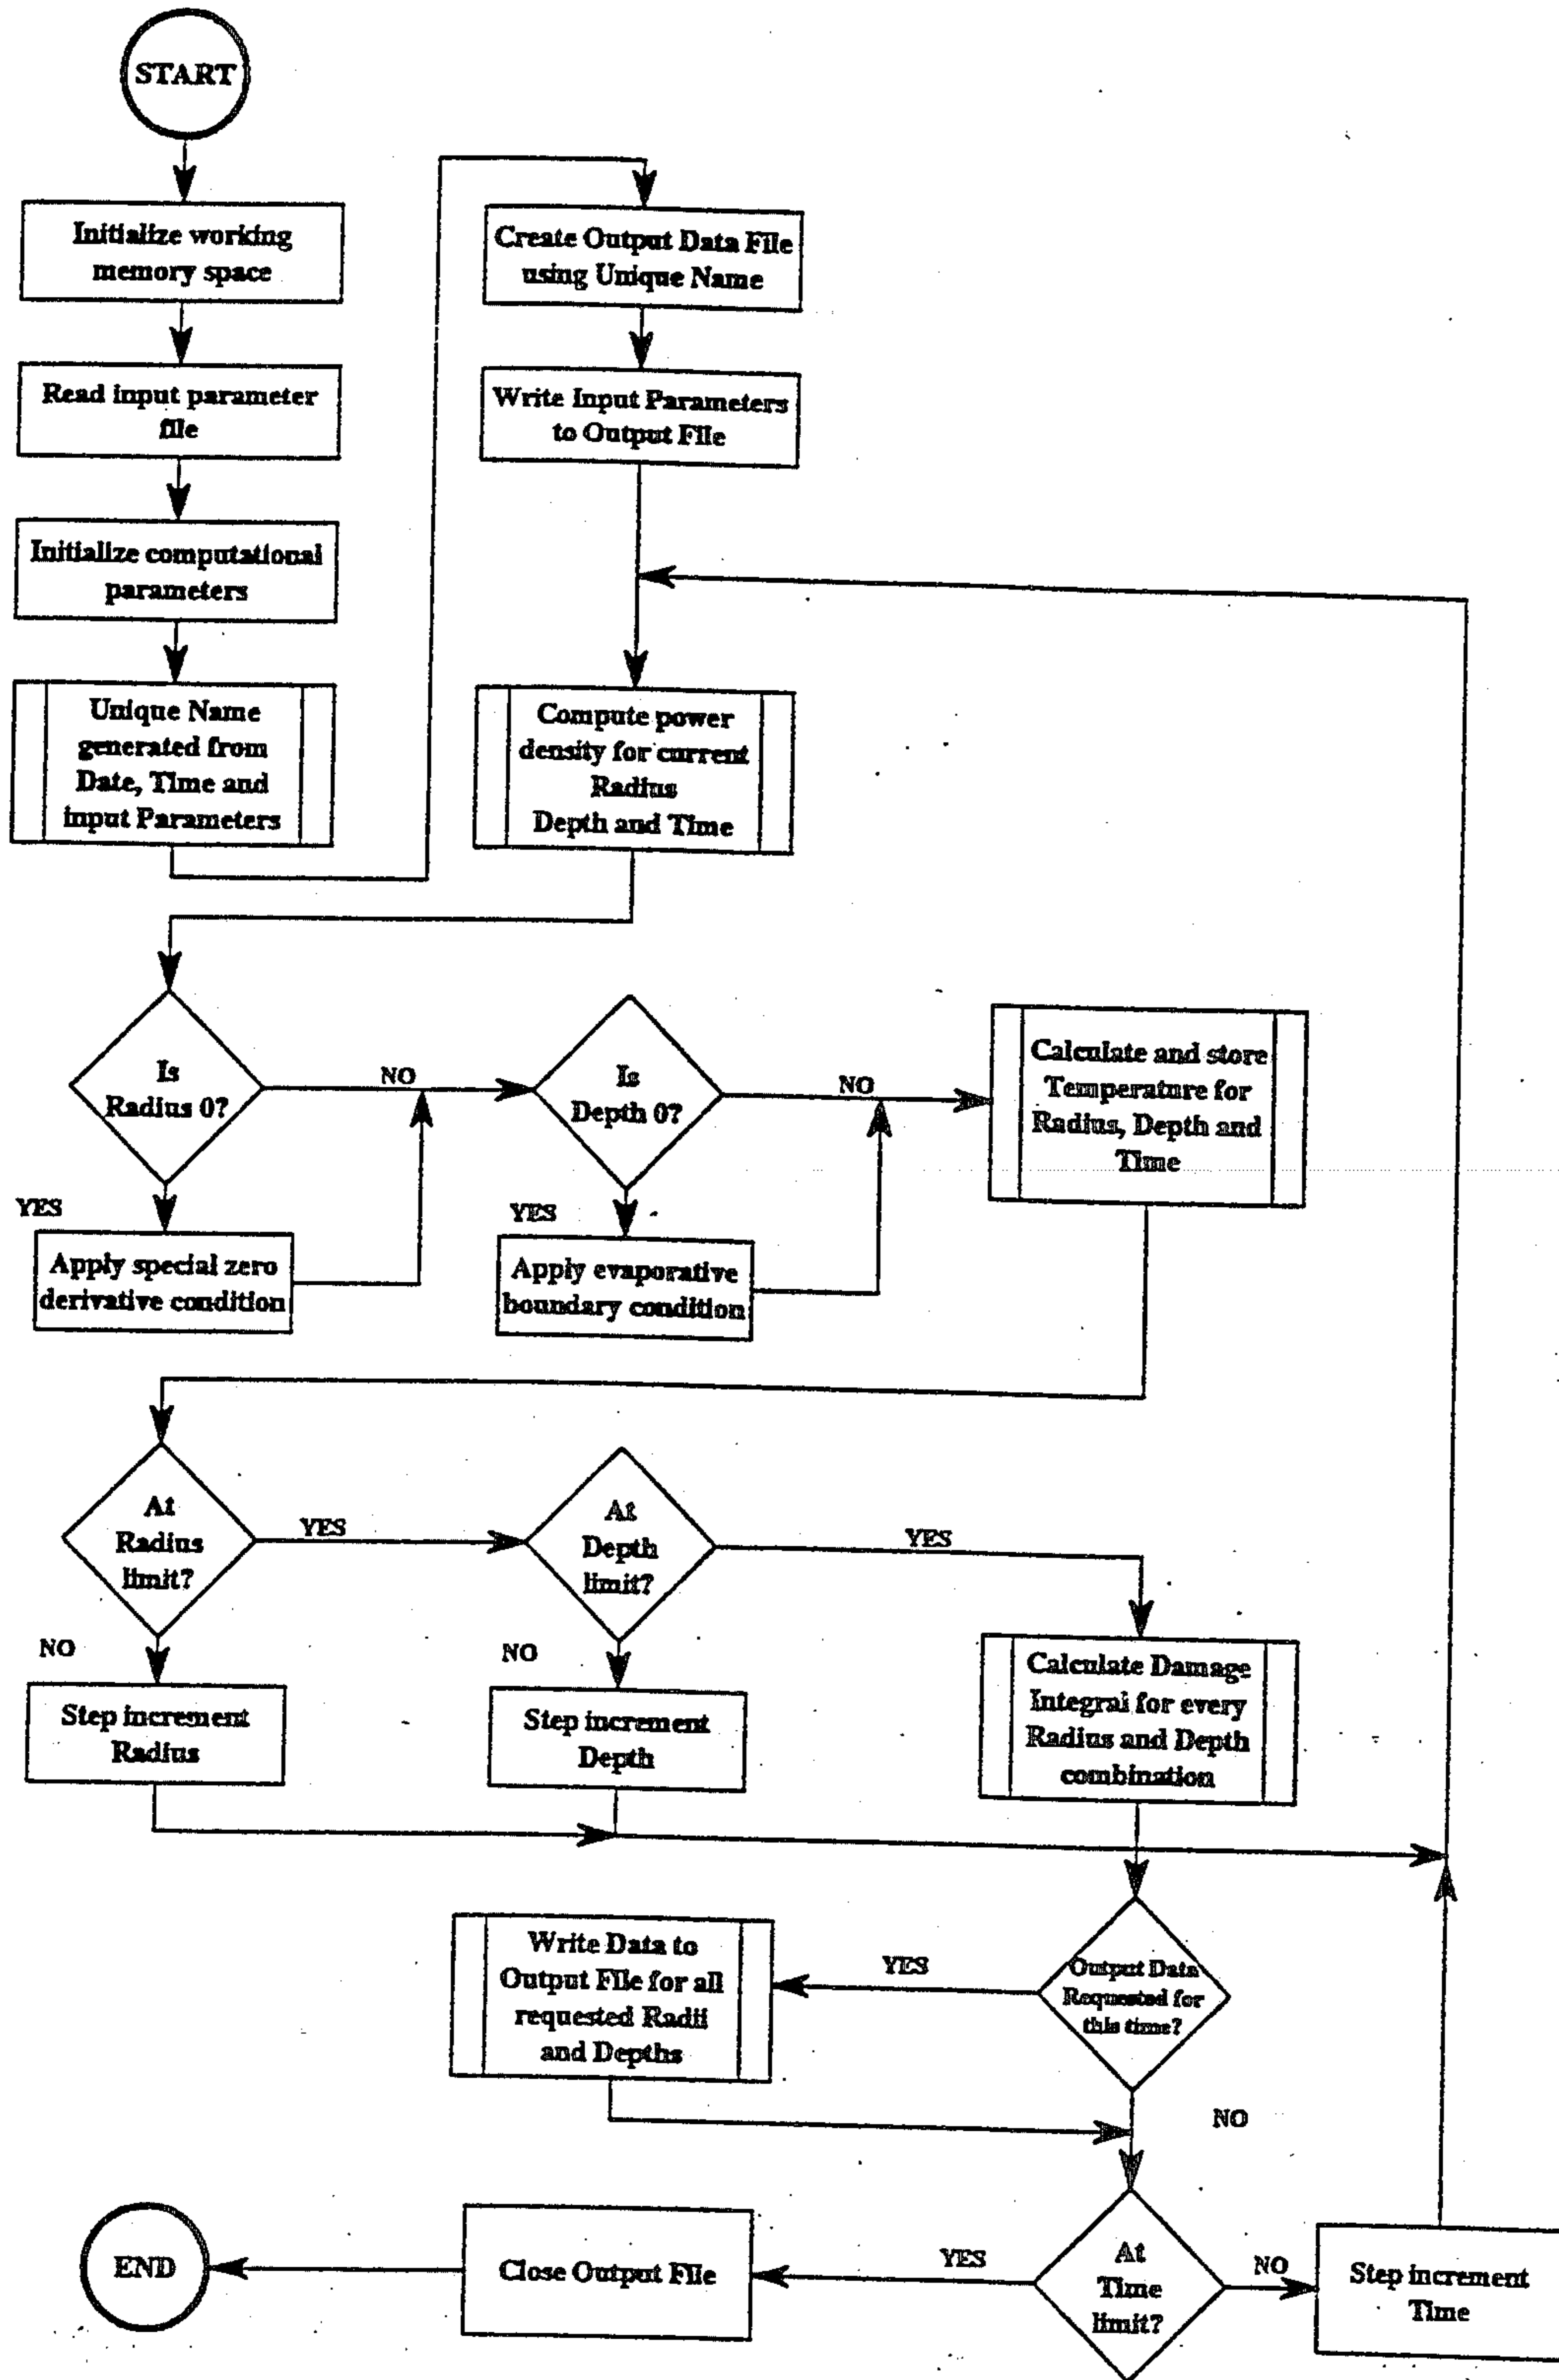 START
Initialize working
memory space
Read input parameter
file
Initialize computational
parameters
Unique Name
generated from
Date, Time and
input Parameters
Create Output Data File
using Unique Name
Write Input Parameters
to Output File
Compute power
density for current
Radius
Depth and Time
Is
Radius 0?
NO
YES
Apply special zero
derivative condition
Is
Depth 0?
NO
YES
Apply evaporative
boundary condition
Calculate and store
Temperature for
Radius, Depth and
Time
At
Radius
limit?
YES
NO
Step increment
Radius
At
Depth
limit?
YES
NO
Step increment
Depth
Calculate Damage
Integral for every
Radius and Depth
combination
Output Data
Requested for
this time?
YES
NO
Write Data to
Output File for all
requested Radii
and Depths
At
Time
limit?
YES
NO
Step increment
Time
Close Output File
END